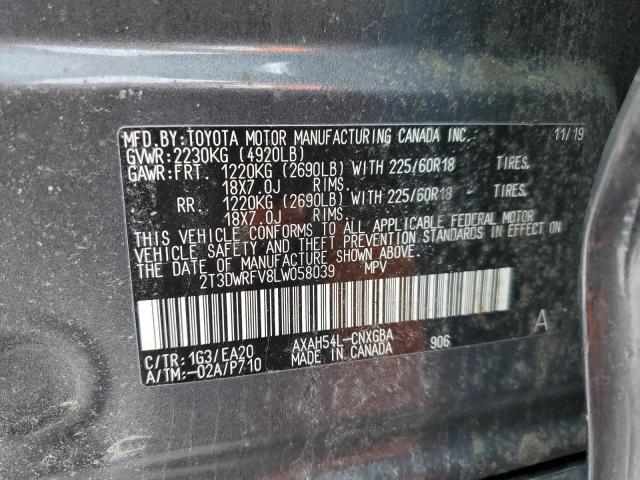 MFD.BY:TOYOTA MOTOR MANUFACTURING CANADA INC. 11/19
GVWR:2230KG (4920LB)
GAWR:FRT. 1220KG (2690LB) WITH 225/60R18 TIRES.
18X7.0J RIMS.
RR. 1220KG (2690LB) WITH 225/60R18 TIRES.
18X7.0J RIMS.
THIS VEHICLE CONFORMS TO ALL APPLICABLE FEDERAL MOTOR
VEHICLE SAFETY AND THEFT PREVENTION STANDARDS IN EFFECT ON
THE DATE OF MANUFACTURE SHOWN ABOVE.
2T3DWRFV8LW058039 MPV
A
C/TR:1G3/EA20 AXAH54L-CNXGBA 906
A/TM:-02A/P710 MADE IN CANADA